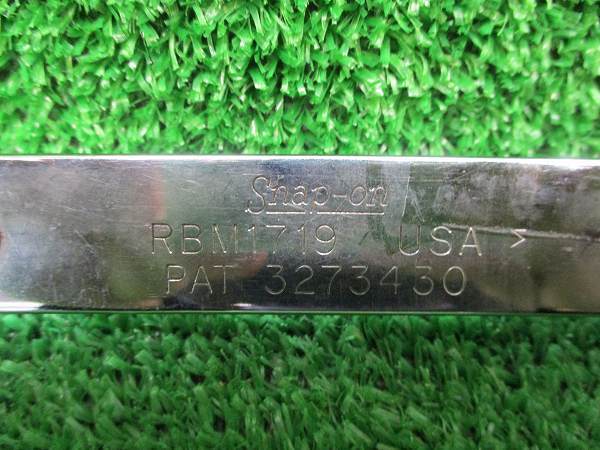 Snap-on
RBM1719 USA >
PAT 3273430